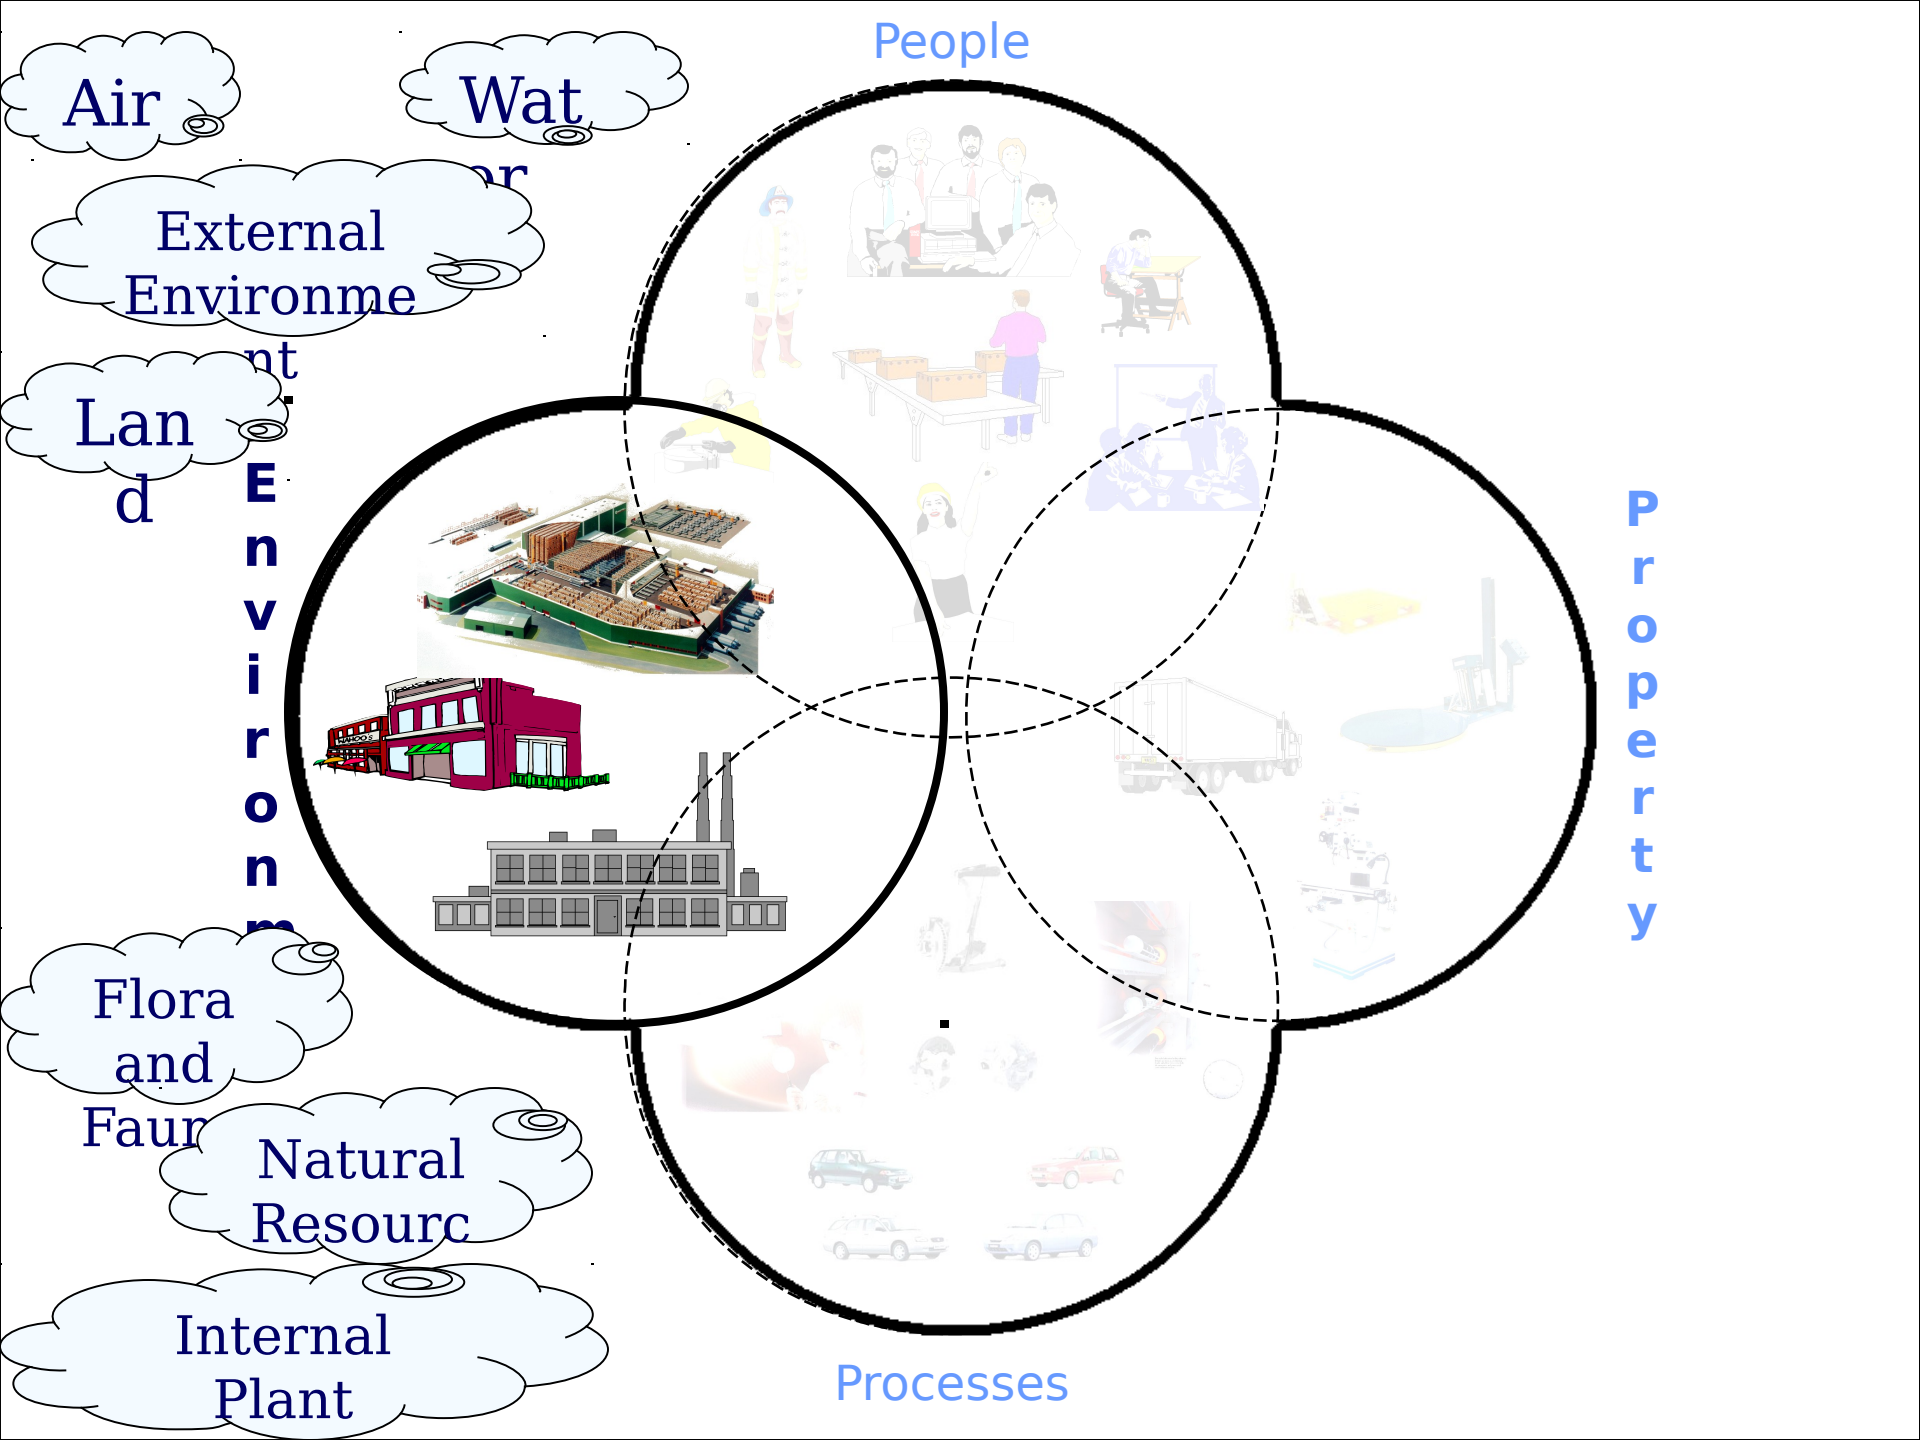 People
Air
Wat
er
External
Environme
nt
Lan
d
E
n
v
i
r
o
n
m
P
r
o
p
e
r
t
y
Flora
and
Faun
Natural
Resourc
Internal
Plant
Processes